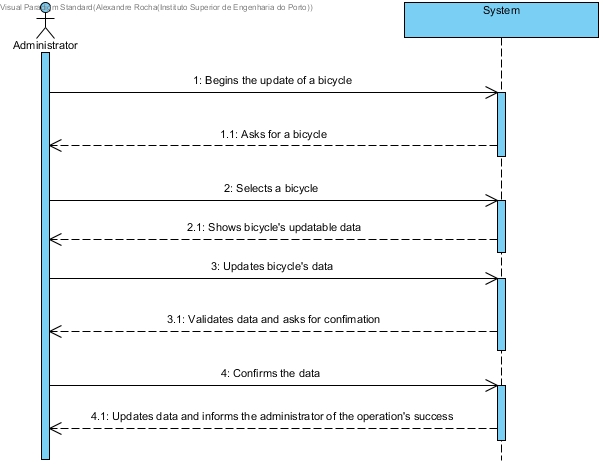 Visual Paradigm Standard(Alexandre Rocha(Instituto Superior de Engenharia do Porto))
System
Administrator
1: Begins the update of a bicycle
1.1: Asks for a bicycle
2: Selects a bicycle
2.1: Shows bicycle's updatable data
3: Updates bicycle's data
3.1: Validates data and asks for confimation
4: Confirms the data
4.1: Updates data and informs the administrator of the operation's success